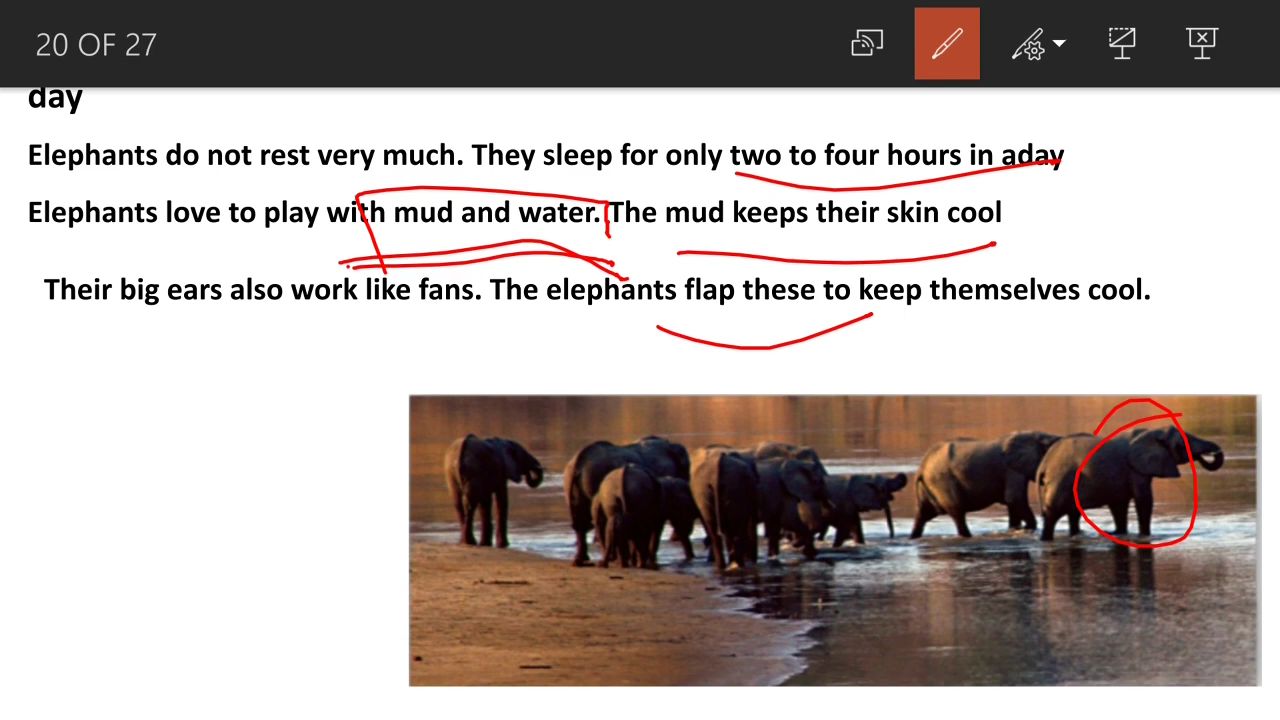 20 OF 27
day
Elephants do not rest very much. They sleep for only two to four hours in aday
Elephants love to play with mud and water. The mud keeps their skin cool
Their big ears also work like fans. The elephants flap these to keep themselves cool.